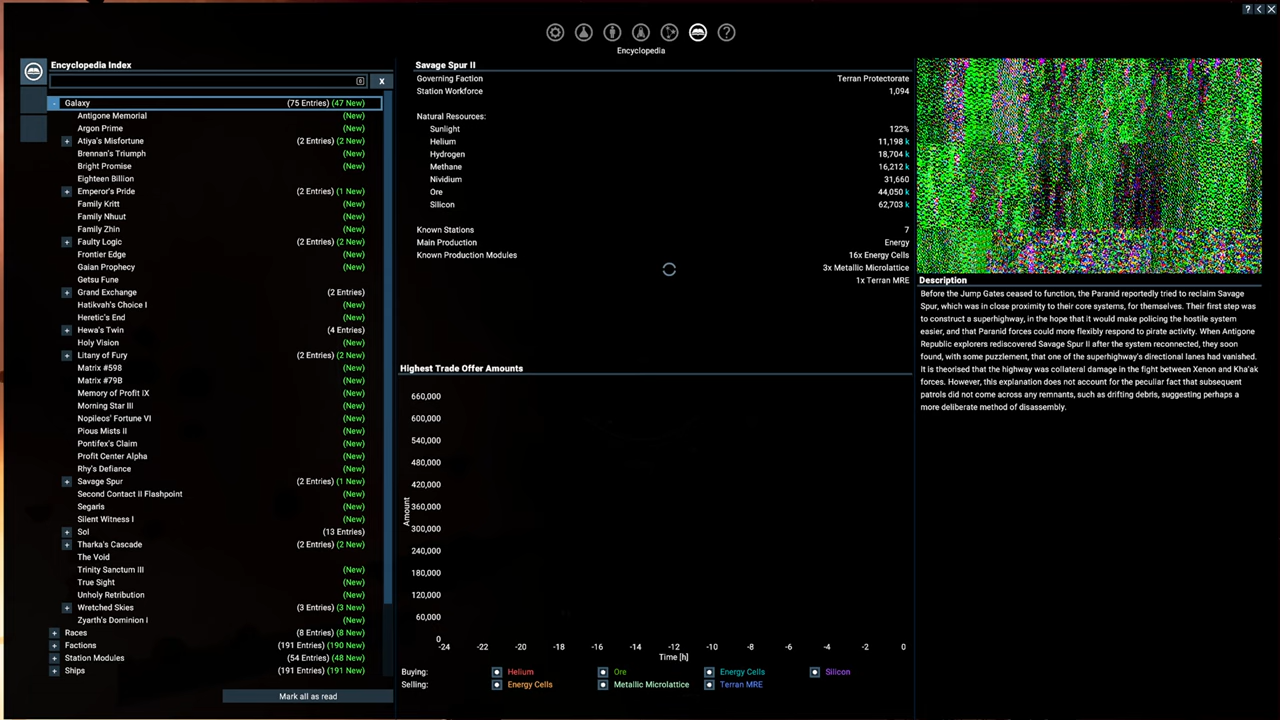 ? < X
Encyclopedia
Encyclopedia Index
x
- Galaxy (75 Entries) (47 New)
Antigone Memorial (New)
Argon Prime (New)
+ Atiya's Misfortune (2 Entries) (2 New)
Brennan's Triumph (New)
Bright Promise (New)
Eighteen Billion
+ Emperor's Pride (2 Entries) (1 New)
Family Kritt (New)
Family Nhuut (New)
Family Zhin (New)
+ Faulty Logic (2 Entries) (2 New)
Frontier Edge (New)
Gaian Prophecy (New)
Getsu Fune
+ Grand Exchange (2 Entries)
Hatikvah's Choice I (New)
Heretic's End (New)
+ Hewa's Twin (4 Entries)
Holy Vision (New)
+ Litany of Fury (2 Entries) (2 New)
Matrix #598 (New)
Matrix #79B (New)
Memory of Profit IX (New)
Morning Star III (New)
Nopileos' Fortune VI (New)
Pious Mists II (New)
Pontifex's Claim (New)
Profit Center Alpha (New)
Rhy's Defiance (New)
+ Savage Spur (2 Entries) (1 New)
Second Contact II Flashpoint (New)
Segaris (New)
Silent Witness I (New)
+ Sol (13 Entries)
+ Tharka's Cascade (2 Entries) (2 New)
The Void
Trinity Sanctum III (New)
True Sight (New)
Unholy Retribution (New)
+ Wretched Skies (3 Entries) (3 New)
Zyarth's Dominion I (New)
+ Races (8 Entries) (8 New)
+ Factions (191 Entries) (190 New)
+ Station Modules (54 Entries) (48 New)
+ Ships (191 Entries) (191 New)
Mark all as read
Savage Spur II
Governing Faction Terran Protectorate
Station Workforce 1,094
Natural Resources:
Sunlight 122%
Helium 11,198 k
Hydrogen 18,704 k
Methane 16,212 k
Nividium 31,660
Ore 44,050 k
Silicon 62,703 k
Known Stations 7
Main Production Energy
Known Production Modules 16x Energy Cells
3x Metallic Microlattice
1x Terran MRE
Highest Trade Offer Amounts
660,000
600,000
540,000
480,000
420,000
360,000
300,000
240,000
180,000
120,000
60,000
0
Amount
-24 -22 -20 -18 -16 -14 -12 -10 -8 -6 -4 -2 0
Time [h]
Buying: Helium Ore Energy Cells Silicon
Selling: Energy Cells Metallic Microlattice Terran MRE
Description
Before the Jump Gates ceased to function, the Paranid reportedly tried to reclaim Savage
Spur, which was in close proximity to their core systems, for themselves. Their first step was
to construct a superhighway, in the hope that it would make policing the hostile system
easier, and that Paranid forces could more flexibly respond to pirate activity. When Antigone
Republic explorers rediscovered Savage Spur II after the system reconnected, they soon
found, with some puzzlement, that one of the superhighway's directional lanes had vanished.
It is theorised that the highway was collateral damage in the fight between Xenon and Kha'ak
forces. However, this explanation does not account for the peculiar fact that subsequent
patrols did not come across any remnants, such as drifting debris, suggesting perhaps a
more deliberate method of disassembly.